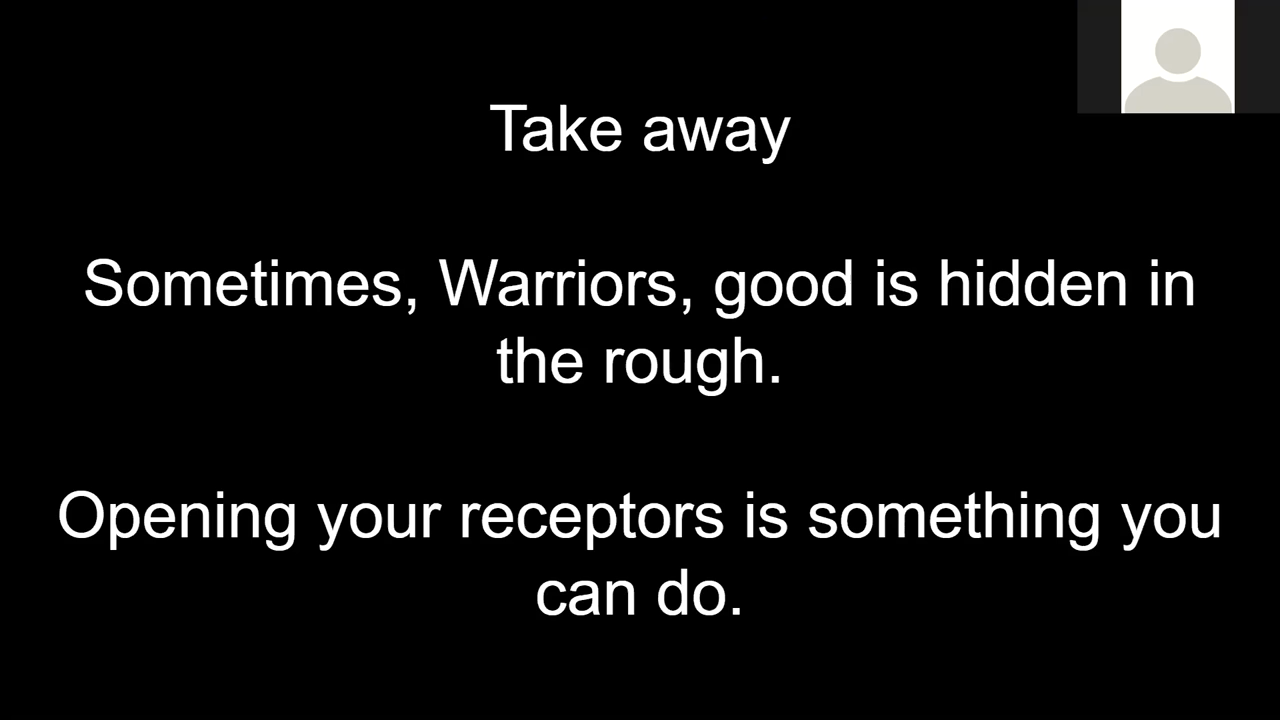 Take away
Sometimes, Warriors, good is hidden in
the rough.
Opening your receptors is something you
can do.